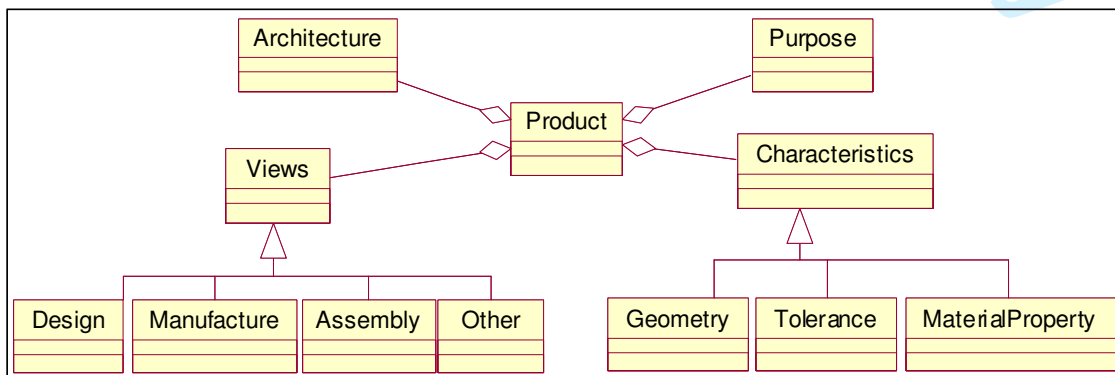 Architecture
Purpose
Product
Views
Characteristics
Design
Manufacture
Assembly
Other
Geometry
Tolerance
MaterialProperty